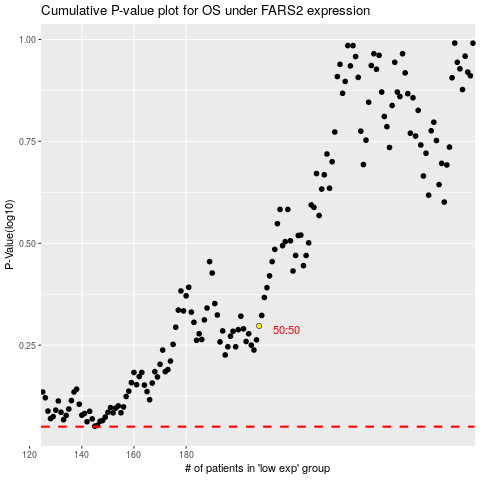 Cumulative P-value plot for OS under FARS2 expression
1.00
0.75
0.50
0.25
P-Value(log10)
50:50
120 140 160 180
# of patients in 'low exp' group